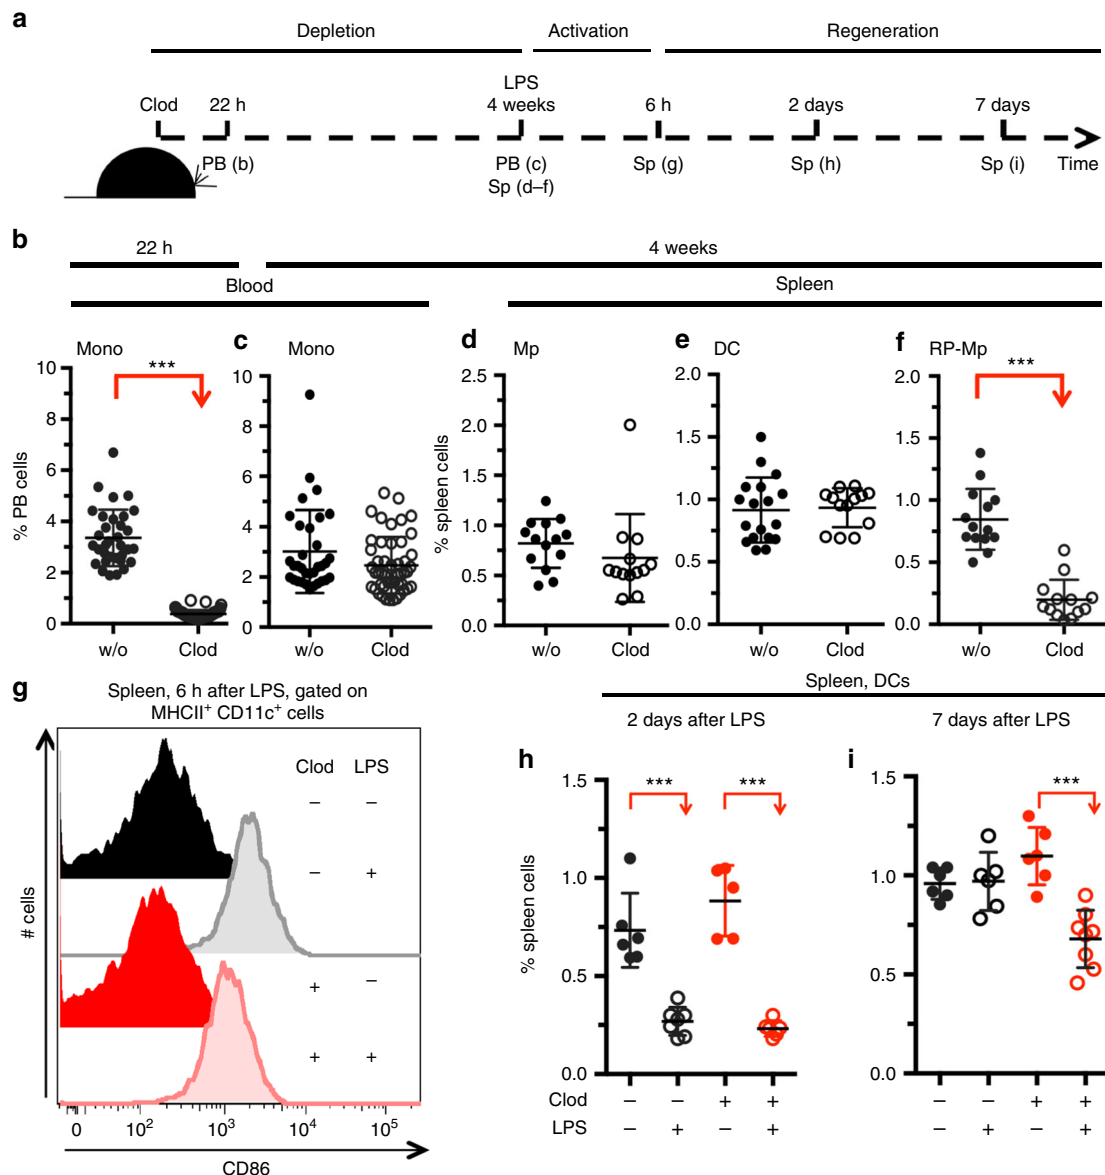 a
Depletion Activation Regeneration
LPS
Clod 22 h 4 weeks 6 h 2 days 7 days
PB (b) PB (c) Sp (g) Sp (h) Sp (i) Time
Sp (d–f)
b 22 h 4 weeks
Blood Spleen
Mono
***
% PB cells
10
8
6
4
2
0
w/o Clod
c Mono
10
8
6
4
2
0
w/o Clod
d Mp
% spleen cells
2.5
2.0
1.5
1.0
0.5
0.0
w/o Clod
e DC
2.0
1.5
1.0
0.5
0.0
w/o Clod
f RP-Mp
***
2.0
1.5
1.0
0.5
0.0
w/o Clod
g Spleen, 6 h after LPS, gated on
MHCII⁺ CD11c⁺ cells
Clod LPS
– –
– +
+ –
+ +
# cells
0 10² 10³ 10⁴ 10⁵
CD86
Spleen, DCs
2 days after LPS 7 days after LPS
h
*** ***
% spleen cells
1.5
1.0
0.5
0.0
Clod – – + +
LPS – + – +
i
***
1.5
1.0
0.5
0.0
– – + +
– + – +